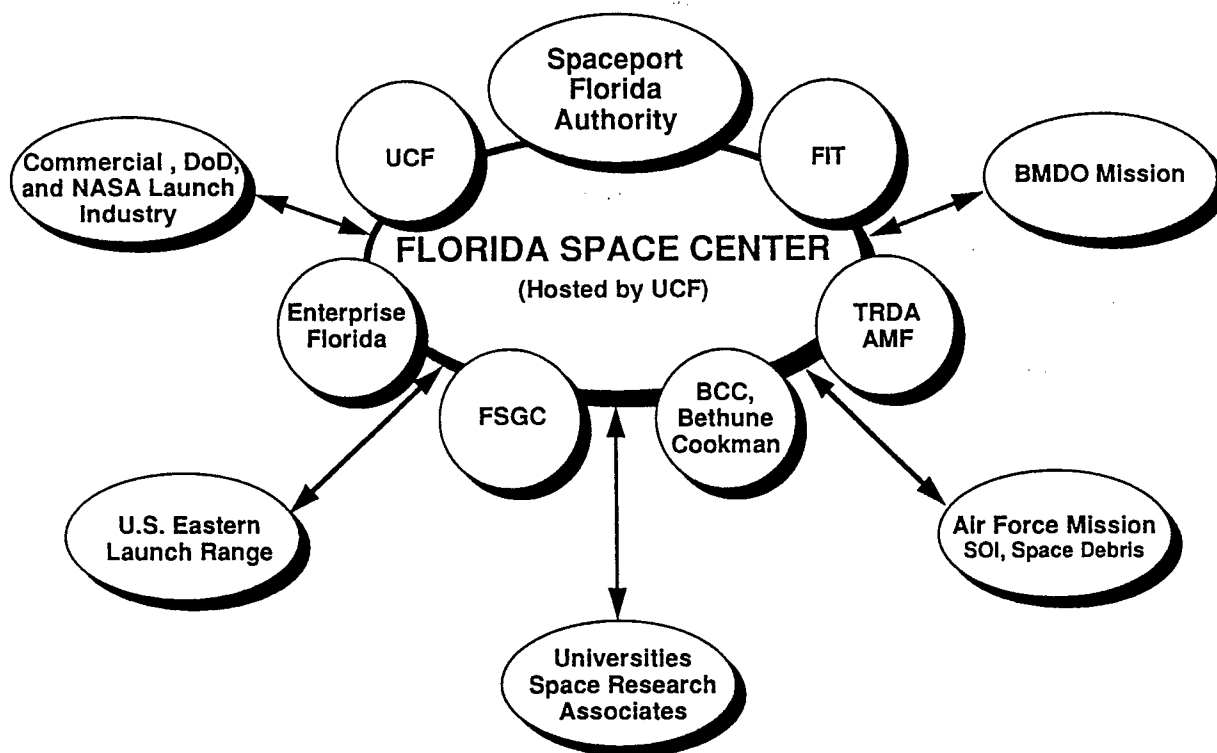 Spaceport
Florida
Authority
UCF
FIT
Commercial , DoD,
and NASA Launch
Industry
BMDO Mission
FLORIDA SPACE CENTER
(Hosted by UCF)
Enterprise
Florida
TRDA
AMF
FSGC
BCC,
Bethune
Cookman
U.S. Eastern
Launch Range
Air Force Mission
SOI, Space Debris
Universities
Space Research
Associates